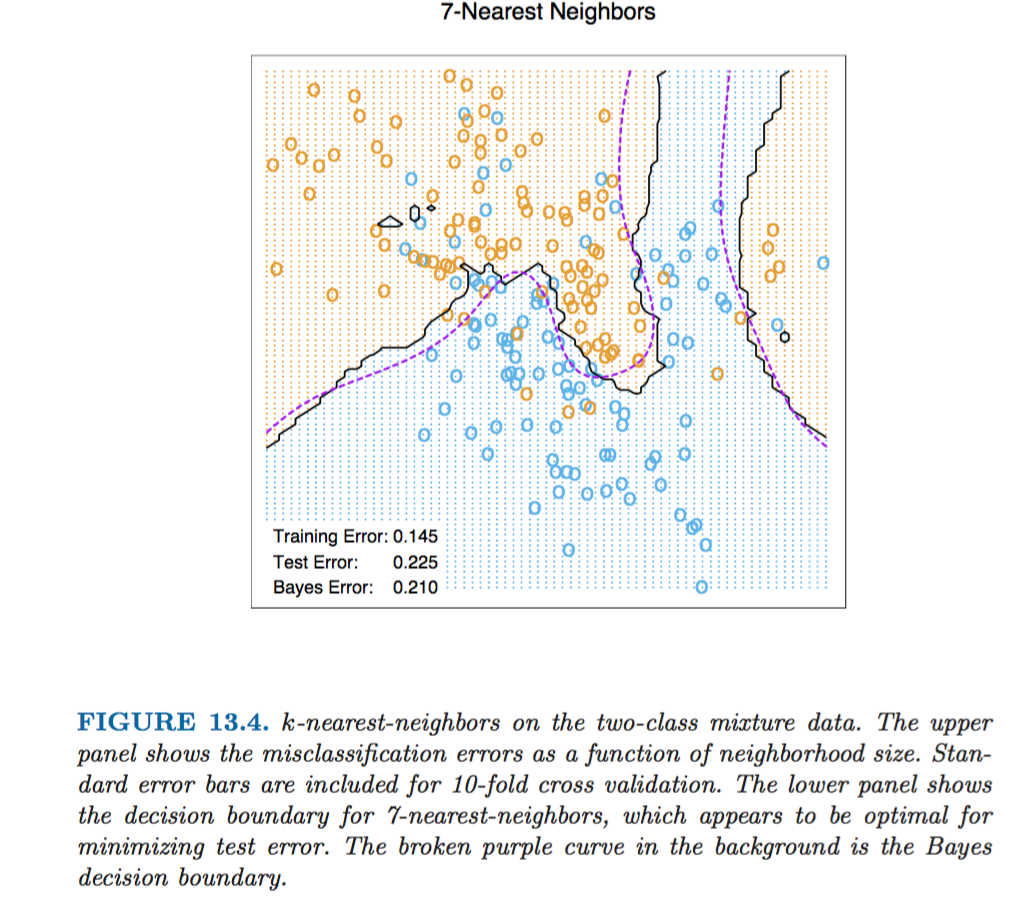 7-Nearest Neighbors
Training Error: 0.145
Test Error: 0.225
Bayes Error: 0.210
FIGURE 13.4. k-nearest-neighbors on the two-class mixture data. The upper
panel shows the misclassification errors as a function of neighborhood size. Stan-
dard error bars are included for 10-fold cross validation. The lower panel shows
the decision boundary for 7-nearest-neighbors, which appears to be optimal for
minimizing test error. The broken purple curve in the background is the Bayes
decision boundary.